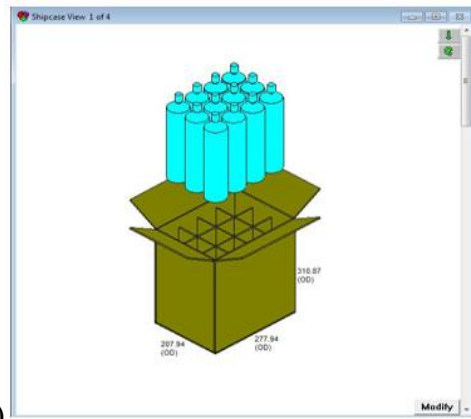 Shipcase View 1 of 4
310.87
(OD)
277.94
(OD)
207.94
(OD)
Modify
)